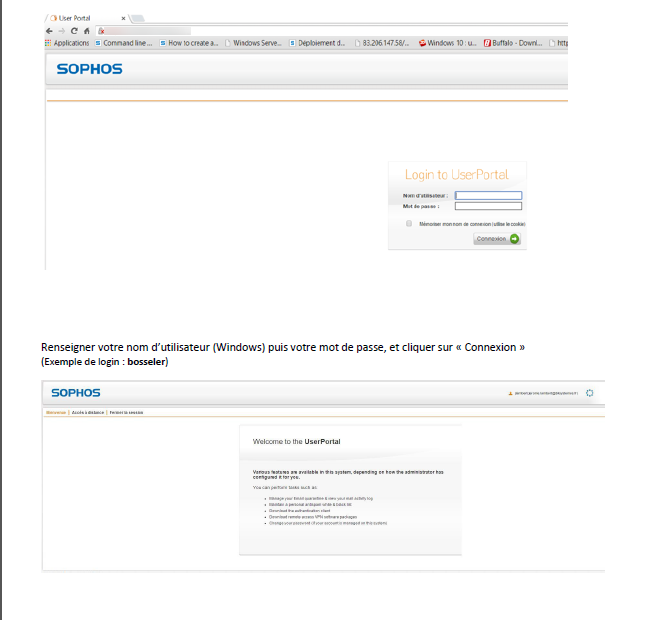 User Portal
Applications Command line ... How to create a... Windows Serve... Déploiement d... 83.206.147.58/... Windows 10 : u... Buffalo - Downl... http
SOPHOS
Login to UserPortal
Nom d'utilisateur :
Mot de passe :
Mémoriser mon nom de connexion (utilise le cookie)
Connexion
Renseigner votre nom d'utilisateur (Windows) puis votre mot de passe, et cliquer sur « Connexion »
(Exemple de login : bosseler)
SOPHOS
Bienvenue | Accès à distance | Fermer la session
Welcome to the UserPortal
Various features are available in this system, depending on how the administrator has
configured it for you.
You can perform tasks such as
Manage your Email quarantine & view your mail activity log
Maintain a personal antispam white & black list
Download the authentication client
Download remote access VPN software packages
Change your password (if your account is managed on this system)